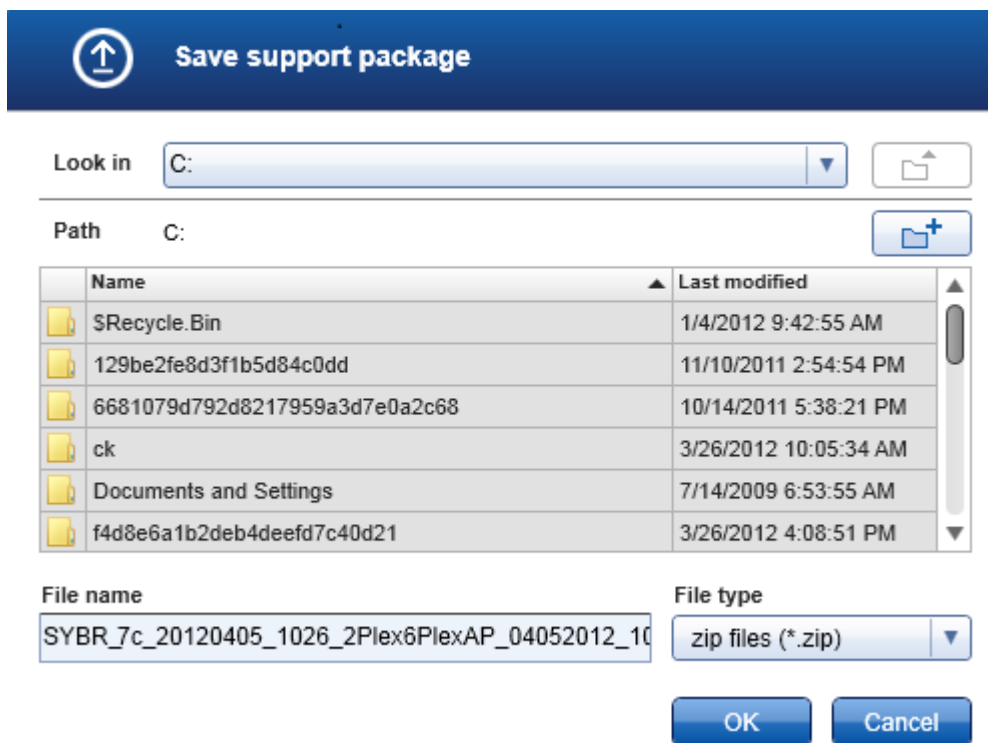 Save support package
Look in C:
Path C:
Name Last modified
$Recycle.Bin 1/4/2012 9:42:55 AM
129be2fe8d3f1b5d84c0dd 11/10/2011 2:54:54 PM
6681079d792d8217959a3d7e0a2c68 10/14/2011 5:38:21 PM
ck 3/26/2012 10:05:34 AM
Documents and Settings 7/14/2009 6:53:55 AM
f4d8e6a1b2deb4deefd7c40d21 3/26/2012 4:08:51 PM
File name File type
SYBR_7c_20120405_1026_2Plex6PlexAP_04052012_10 zip files (*.zip)
OK Cancel